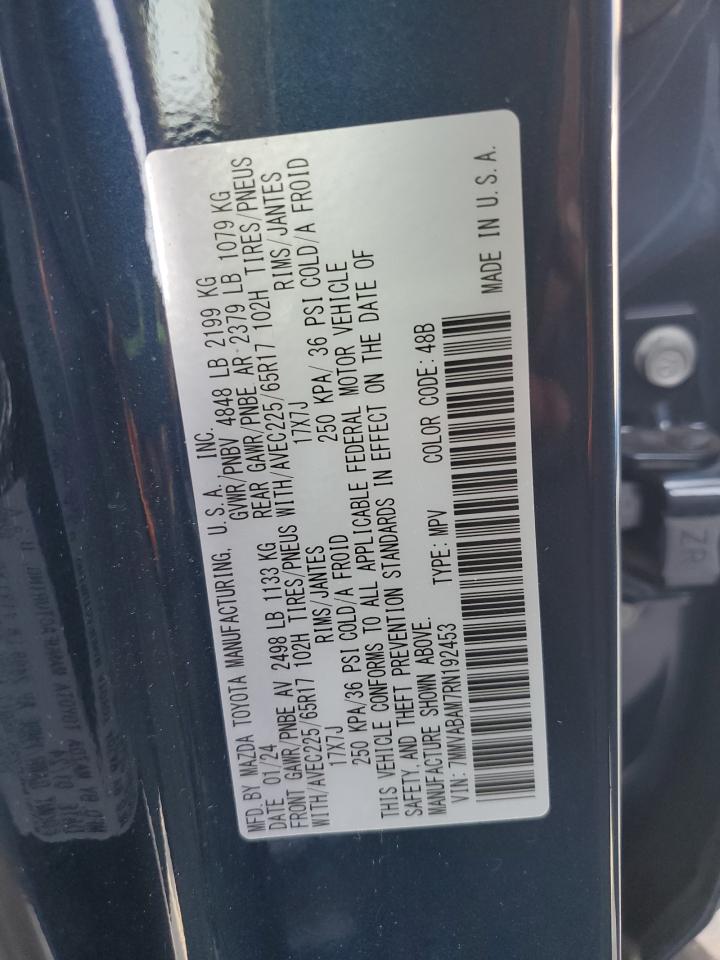 MFD. BY MAZDA TOYOTA MANUFACTURING, U.S.A. INC.
DATE 01/24 GVWR/PNBV 4848 LB 2199 KG
FRONT GAWR/PNBE AV 2498 LB 1133 KG REAR GAWR/PNBE AR 2379 LB 1079 KG
WITH/AVEC225/65R17 102H TIRES/PNEUS WITH/AVEC225/65R17 102H TIRES/PNEUS
17X7J RIMS/JANTES 17X7J RIMS/JANTES
250 KPA/36 PSI COLD/A FROID 250 KPA/ 36 PSI COLD/A FROID
THIS VEHICLE CONFORMS TO ALL APPLICABLE FEDERAL MOTOR VEHICLE
SAFETY AND THEFT PREVENTION STANDARDS IN EFFECT ON THE DATE OF
MANUFACTURE SHOWN ABOVE.
VIN: 7MMVABAM7RN192453 TYPE: MPV COLOR CODE: 48B
MADE IN U.S.A.
ZR